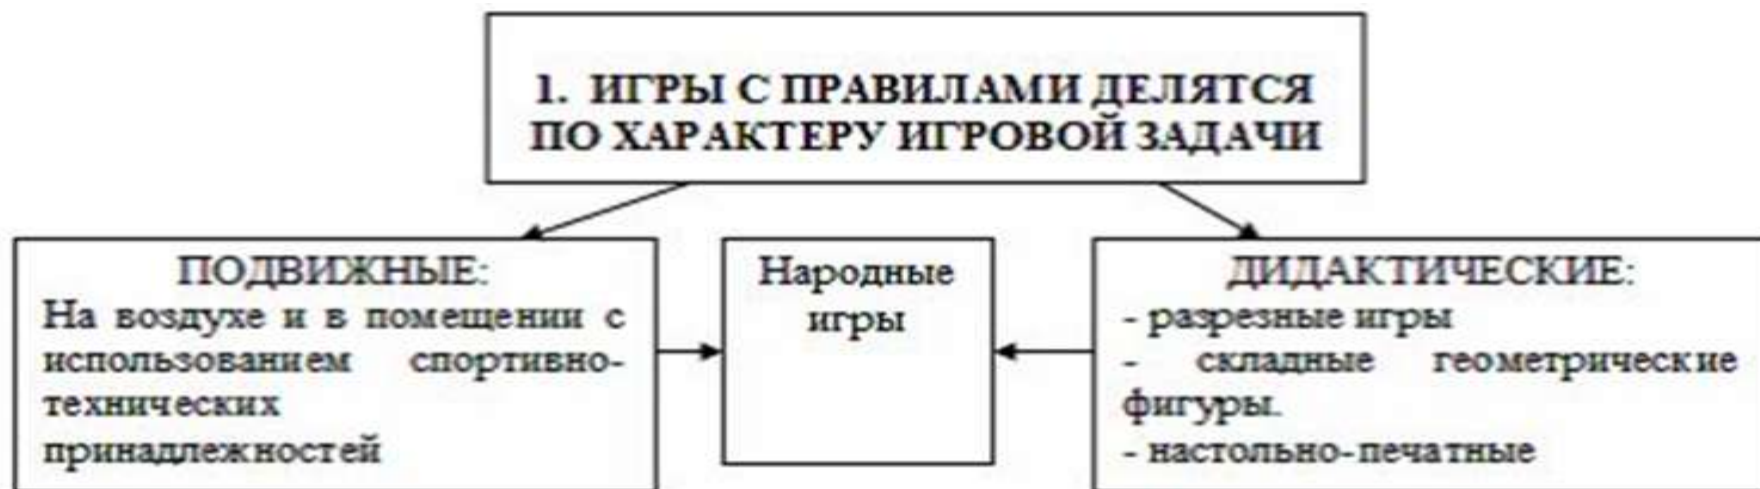 1. ИГРЫ С ПРАВИЛАМИ ДЕЛЯТСЯ
ПО ХАРАКТЕРУ ИГРОВОЙ ЗАДАЧИ
ПОДВИЖНЫЕ:
На воздухе и в помещении с
использованием спортивно-
технических
принадлежностей
Народные
игры
ДИДАКТИЧЕСКИЕ:
- разрезные игры
- складные геометрические
фигуры.
- настольно-печатные